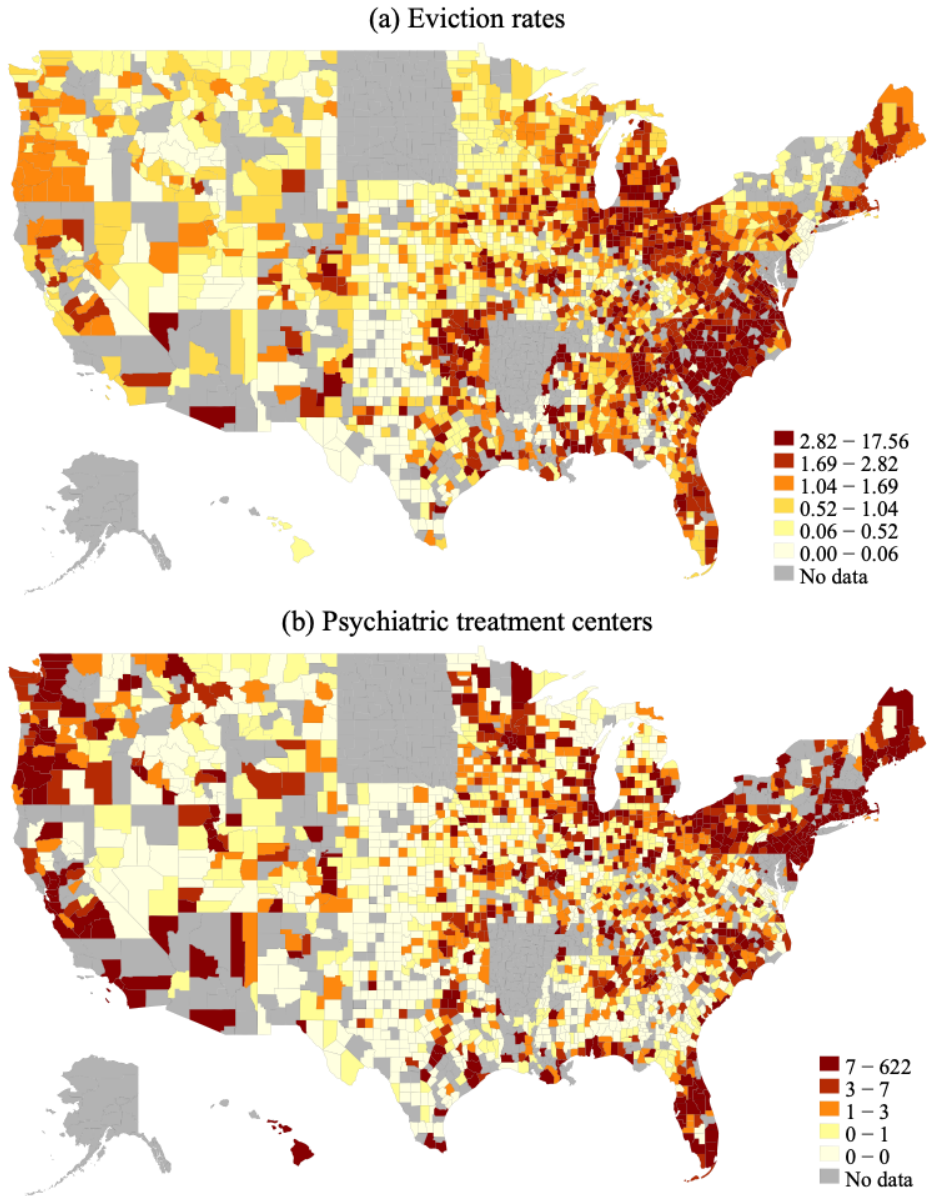 (a) Eviction rates
2.82 – 17.56
1.69 – 2.82
1.04 – 1.69
0.52 – 1.04
0.06 – 0.52
0.00 – 0.06
No data
(b) Psychiatric treatment centers
7 – 622
3 – 7
1 – 3
0 – 1
0 – 0
No data